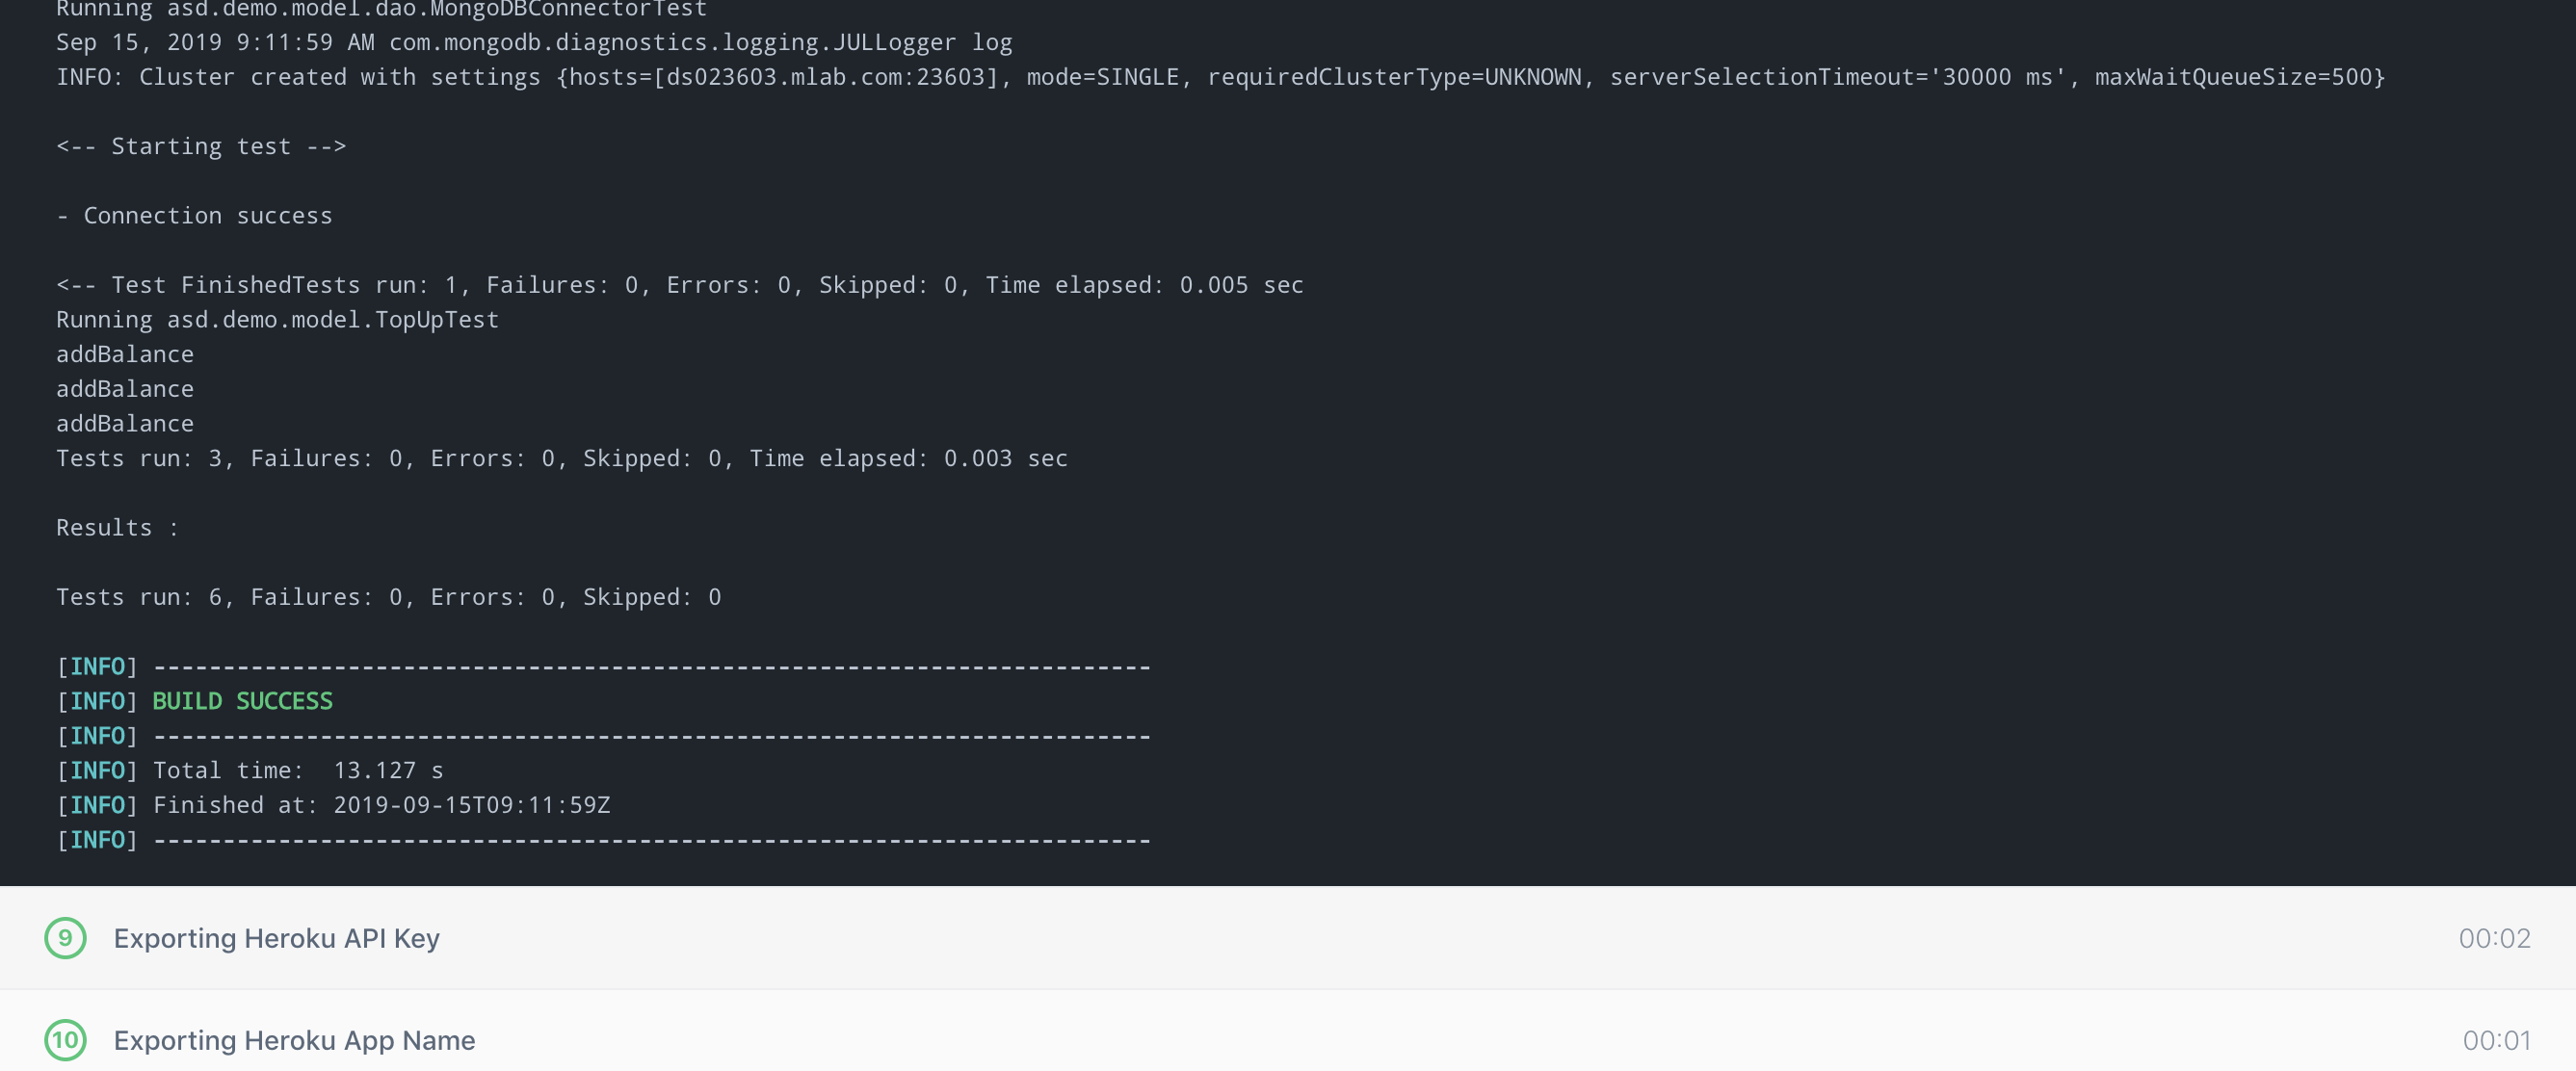 Running asd.demo.model.dao.MongoDBConnectorTest
Sep 15, 2019 9:11:59 AM com.mongodb.diagnostics.logging.JULLogger log
INFO: Cluster created with settings {hosts=[ds023603.mlab.com:23603], mode=SINGLE, requiredClusterType=UNKNOWN, serverSelectionTimeout='30000 ms', maxWaitQueueSize=500}
<-- Starting test -->
- Connection success
<-- Test FinishedTests run: 1, Failures: 0, Errors: 0, Skipped: 0, Time elapsed: 0.005 sec
Running asd.demo.model.TopUpTest
addBalance
addBalance
addBalance
Tests run: 3, Failures: 0, Errors: 0, Skipped: 0, Time elapsed: 0.003 sec
Results :
Tests run: 6, Failures: 0, Errors: 0, Skipped: 0
[INFO] ------------------------------------------------------------------------
[INFO] BUILD SUCCESS
[INFO] ------------------------------------------------------------------------
[INFO] Total time:  13.127 s
[INFO] Finished at: 2019-09-15T09:11:59Z
[INFO] ------------------------------------------------------------------------
9 Exporting Heroku API Key 00:02
10 Exporting Heroku App Name 00:01